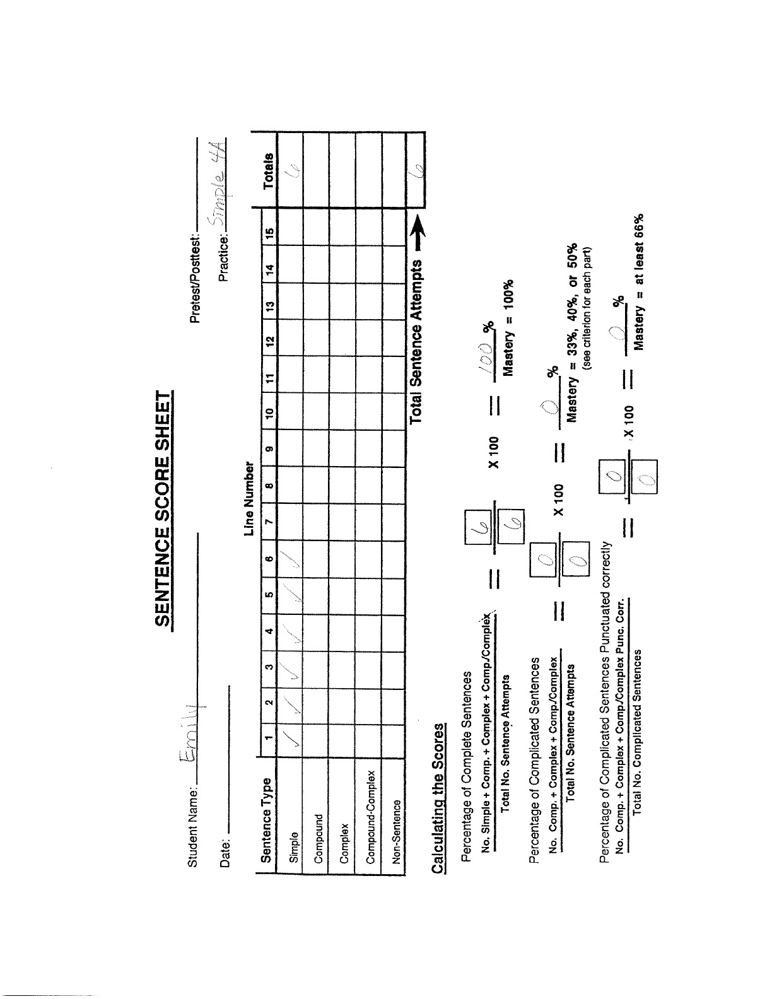 SENTENCE SCORE SHEET
Student Name: Emily Pretest/Posttest:
Date: Practice: Simple 4A
Line Number
Sentence Type 1 2 3 4 5 6 7 8 9 10 11 12 13 14 15 Totals
Simple ✓ ✓ ✓ ✓ ✓ ✓ 6
Compound
Complex
Compound-Complex
Non-Sentence
Total Sentence Attempts → 6
Calculating the Scores
Percentage of Complete Sentences
No. Simple + Comp. + Complex + Comp./Complex = 6 X 100 = 100 %
Total No. Sentence Attempts 6 Mastery = 100%
Percentage of Complicated Sentences
No. Comp. + Complex + Comp./Complex = 0 X 100 = 0 %
Total No. Sentence Attempts 0 Mastery = 33%, 40%, or 50%
(see criterion for each part)
Percentage of Complicated Sentences Punctuated correctly
No. Comp. + Complex + Comp./Complex Punc. Corr. = 0 X 100 = 0 %
Total No. Complicated Sentences 0 Mastery = at least 66%